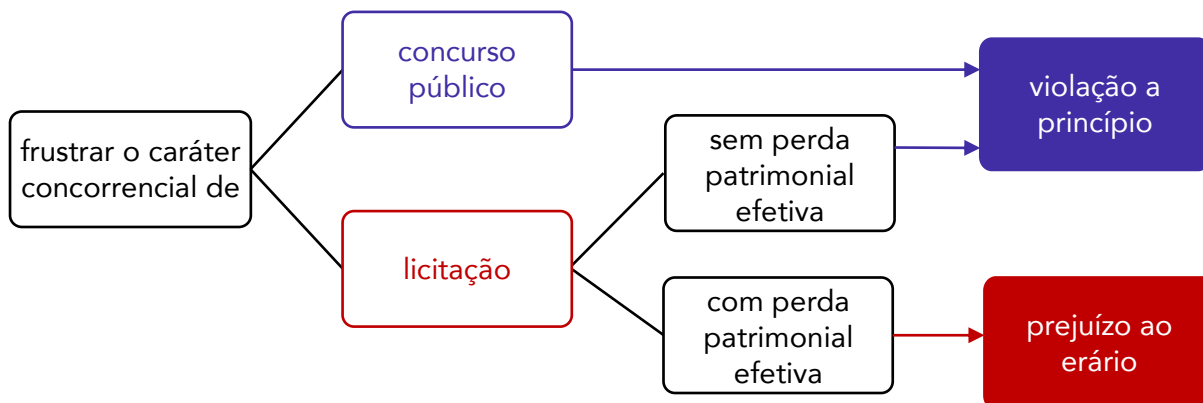 frustrar o caráter
concorrencial de
concurso
público
licitação
sem perda
patrimonial
efetiva
com perda
patrimonial
efetiva
violação a
princípio
prejuízo ao
erário